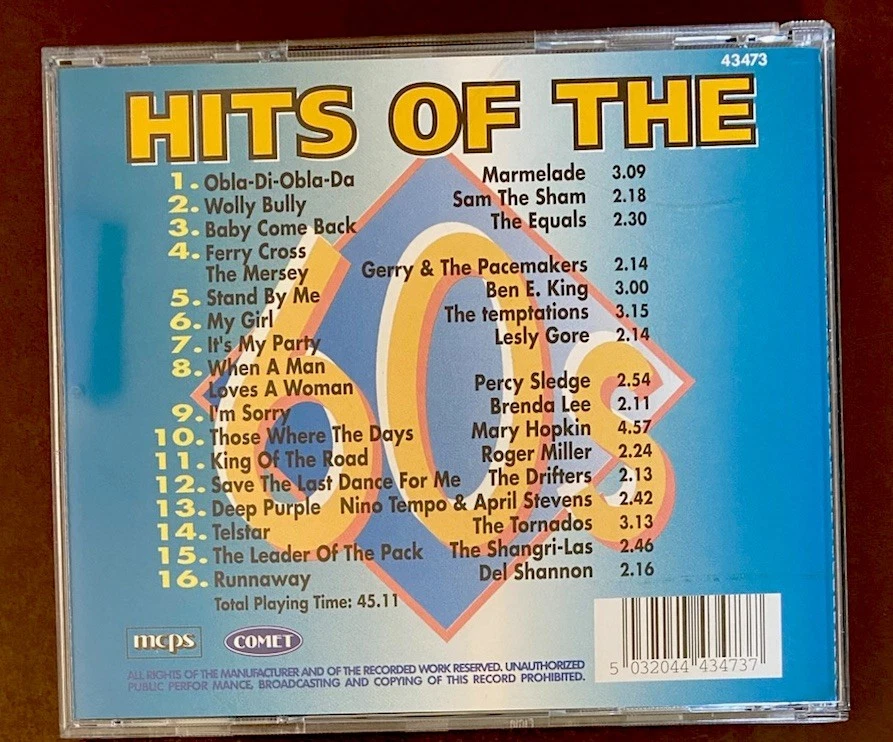 43473
HITS OF THE
60s
1. Obla-Di-Obla-Da Marmelade 3.09
2. Wolly Bully Sam The Sham 2.18
3. Baby Come Back The Equals 2.30
4. Ferry Cross
The Mersey Gerry & The Pacemakers 2.14
5. Stand By Me Ben E. King 3.00
6. My Girl The temptations 3.15
7. It's My Party Lesly Gore 2.14
8. When A Man
Loves A Woman Percy Sledge 2.54
9. I'm Sorry Brenda Lee 2.11
10. Those Where The Days Mary Hopkin 4.57
11. King Of The Road Roger Miller 2.24
12. Save The Last Dance For Me The Drifters 2.13
13. Deep Purple Nino Tempo & April Stevens 2.42
14. Telstar The Tornados 3.13
15. The Leader Of The Pack The Shangri-Las 2.46
16. Runnaway Del Shannon 2.16
Total Playing Time: 45.11
mcps COMET
ALL RIGHTS OF THE MANUFACTURER AND OF THE RECORDED WORK RESERVED. UNAUTHORIZED
PUBLIC PERFOR MANCE, BROADCASTING AND COPYING OF THIS RECORD PROHIBITED.
5 032044 434737